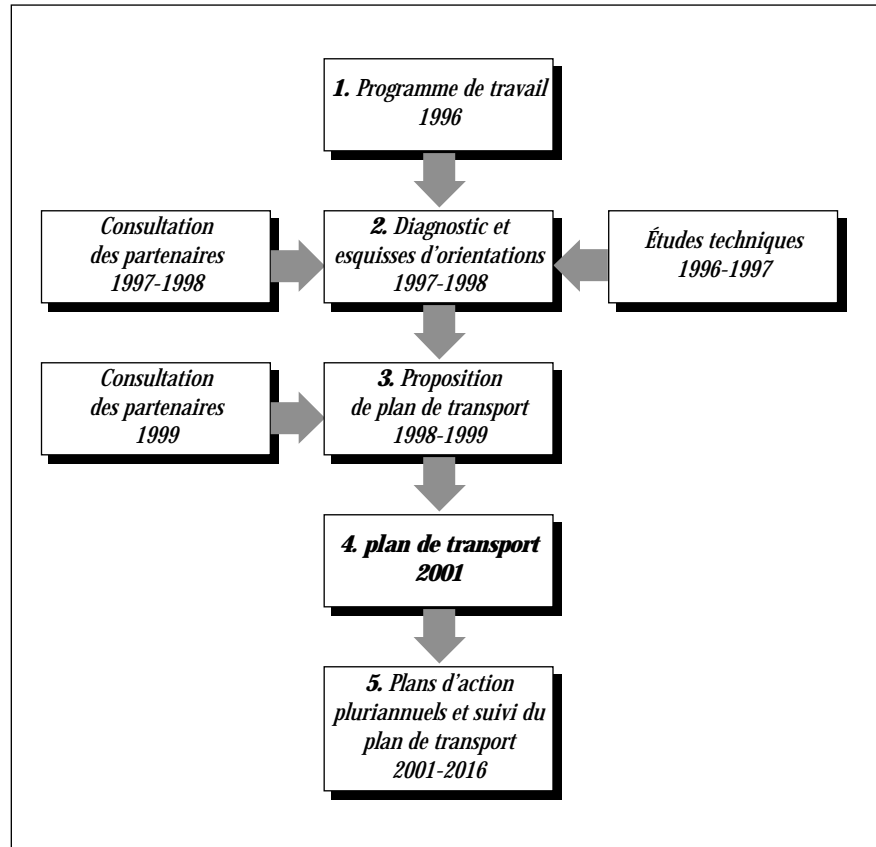 1. Programme de travail
1996
Consultation
des partenaires
1997-1998
2. Diagnostic et
esquisses d'orientations
1997-1998
Études techniques
1996-1997
Consultation
des partenaires
1999
3. Proposition
de plan de transport
1998-1999
4. plan de transport
2001
5. Plans d'action
pluriannuels et suivi du
plan de transport
2001-2016